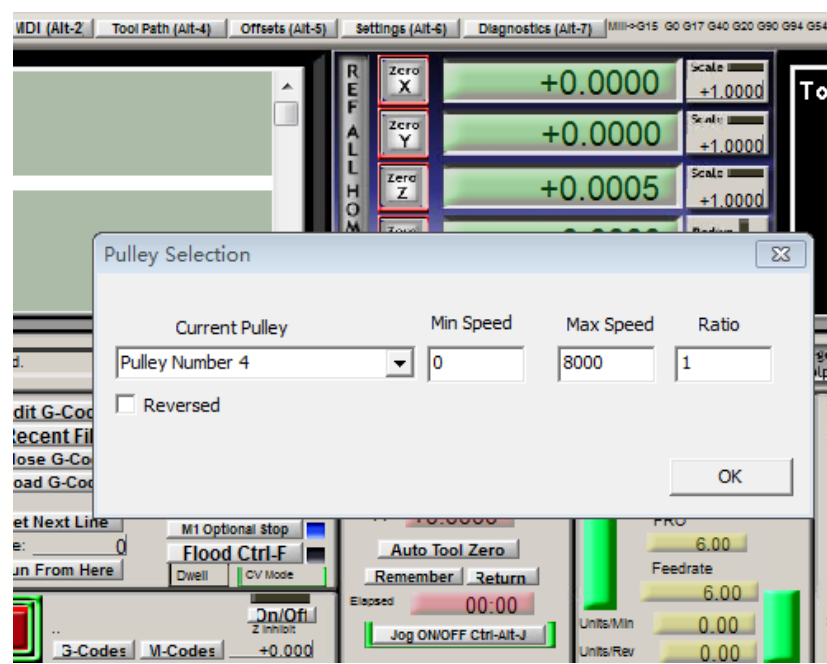 MDI (Alt-2 Tool Path (Alt-4) Offsets (Alt-5) Settings (Alt-6) Diagnostics (Alt-7) Mill->G15 G0 G17 G40 G20 G90 G94 G54
REF ALL HOM
Zero X +0.0000 Scale +1.0000
To
Zero Y +0.0000 Scale +1.0000
Zero Z +0.0005 Scale +1.0000
Zero
Pulley Selection
Current Pulley Min Speed Max Speed Ratio
Pulley Number 4 0 8000 1
Reversed
OK
d.
dit G-Cod
Recent Fil
lose G-Co
oad G-Cod
et Next Line
e: 0
un From Here
M1 Optional Stop
Flood Ctrl-F
Dwell CV Mode
Auto Tool Zero
Remember Return
Elapsed 00:00
Jog ON/OFF Ctrl-Alt-J
FRO
6.00
Feedrate
6.00
Units/Min 0.00
Units/Rev 0.00
..
On/Off
Z Inhibit
+0.000
G-Codes M-Codes